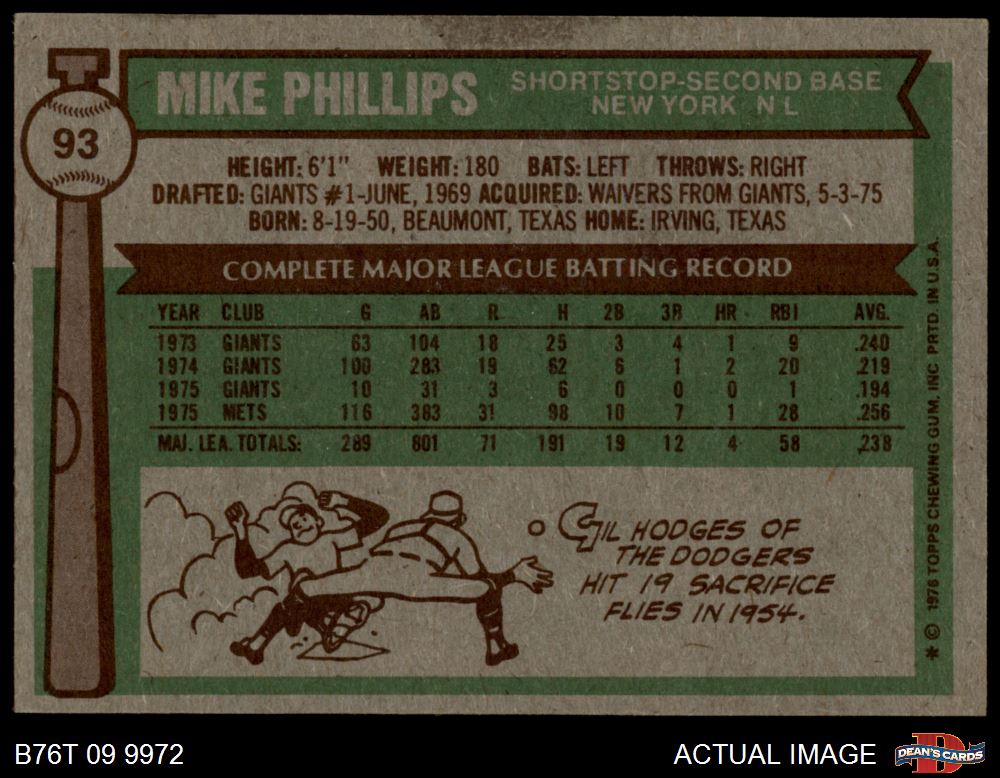 93
MIKE PHILLIPS
SHORTSTOP-SECOND BASE
NEW YORK N L
HEIGHT: 6'1" WEIGHT: 180 BATS: LEFT THROWS: RIGHT
DRAFTED: GIANTS #1-JUNE, 1969 ACQUIRED: WAIVERS FROM GIANTS, 5-3-75
BORN: 8-19-50, BEAUMONT, TEXAS HOME: IRVING, TEXAS
COMPLETE MAJOR LEAGUE BATTING RECORD
YEAR CLUB G AB R H 2B 3B HR RBI AVG.
1973 GIANTS 63 104 18 25 3 4 1 9 .240
1974 GIANTS 100 283 19 62 6 1 2 20 .219
1975 GIANTS 10 31 3 6 0 0 0 1 .194
1975 METS 116 383 31 98 10 7 1 28 .256
MAJ. LEA. TOTALS: 289 801 71 191 19 12 4 58 .238
GIL HODGES OF
THE DODGERS
HIT 19 SACRIFICE
FLIES IN 1954.
* © 1976 TOPPS CHEWING GUM, INC PRTD. IN U.S.A.
B76T 09 9972
ACTUAL IMAGE
DEAN'S CARDS